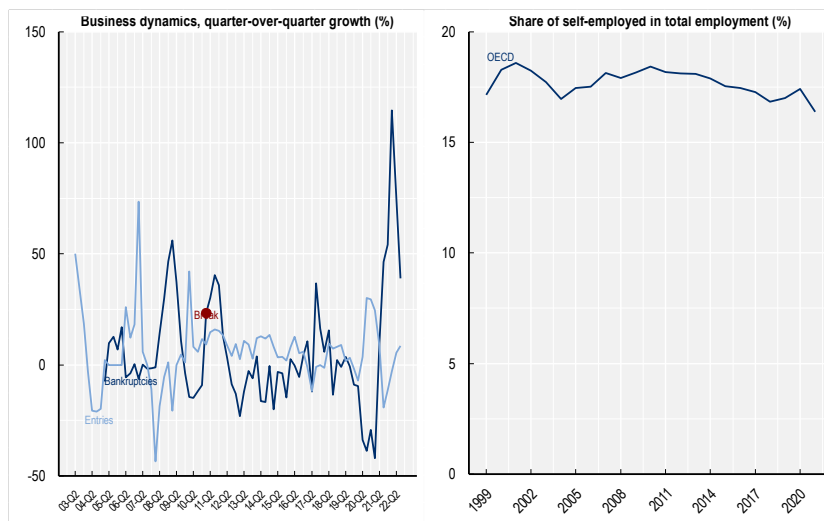 Business dynamics, quarter-over-quarter growth (%)
150
100
50
0
-50
Break
Bankruptcies
Entries
03-Q2
04-Q2
05-Q2
06-Q2
07-Q2
08-Q2
09-Q2
10-Q2
11-Q2
12-Q2
13-Q2
14-Q2
15-Q2
16-Q2
17-Q2
18-Q2
19-Q2
20-Q2
21-Q2
22-Q2
Share of self-employed in total employment (%)
20
15
10
5
0
OECD
1999
2002
2005
2008
2011
2014
2017
2020